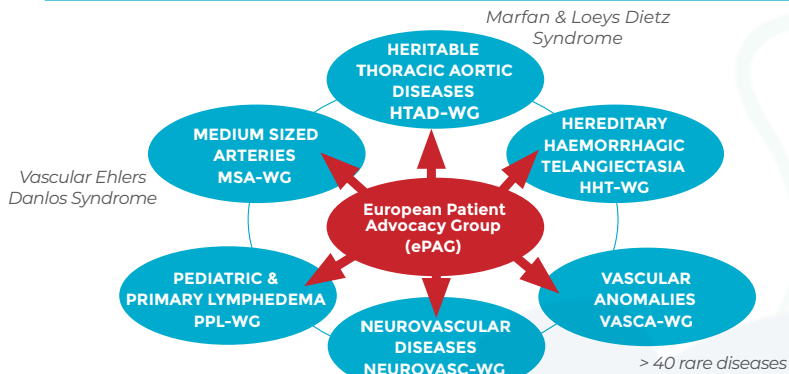 Marfan & Loeys Dietz
Syndrome
HERITABLE
THORACIC AORTIC
DISEASES
HTAD-WG
MEDIUM SIZED
ARTERIES
MSA-WG
HEREDITARY
HAEMORRHAGIC
TELANGIECTASIA
HHT-WG
Vascular Ehlers
Danlos Syndrome
European Patient
Advocacy Group
(ePAG)
PEDIATRIC &
PRIMARY LYMPHEDEMA
PPL-WG
VASCULAR
ANOMALIES
VASCA-WG
NEUROVASCULAR
DISEASES
NEUROVASC-WG
> 40 rare diseases